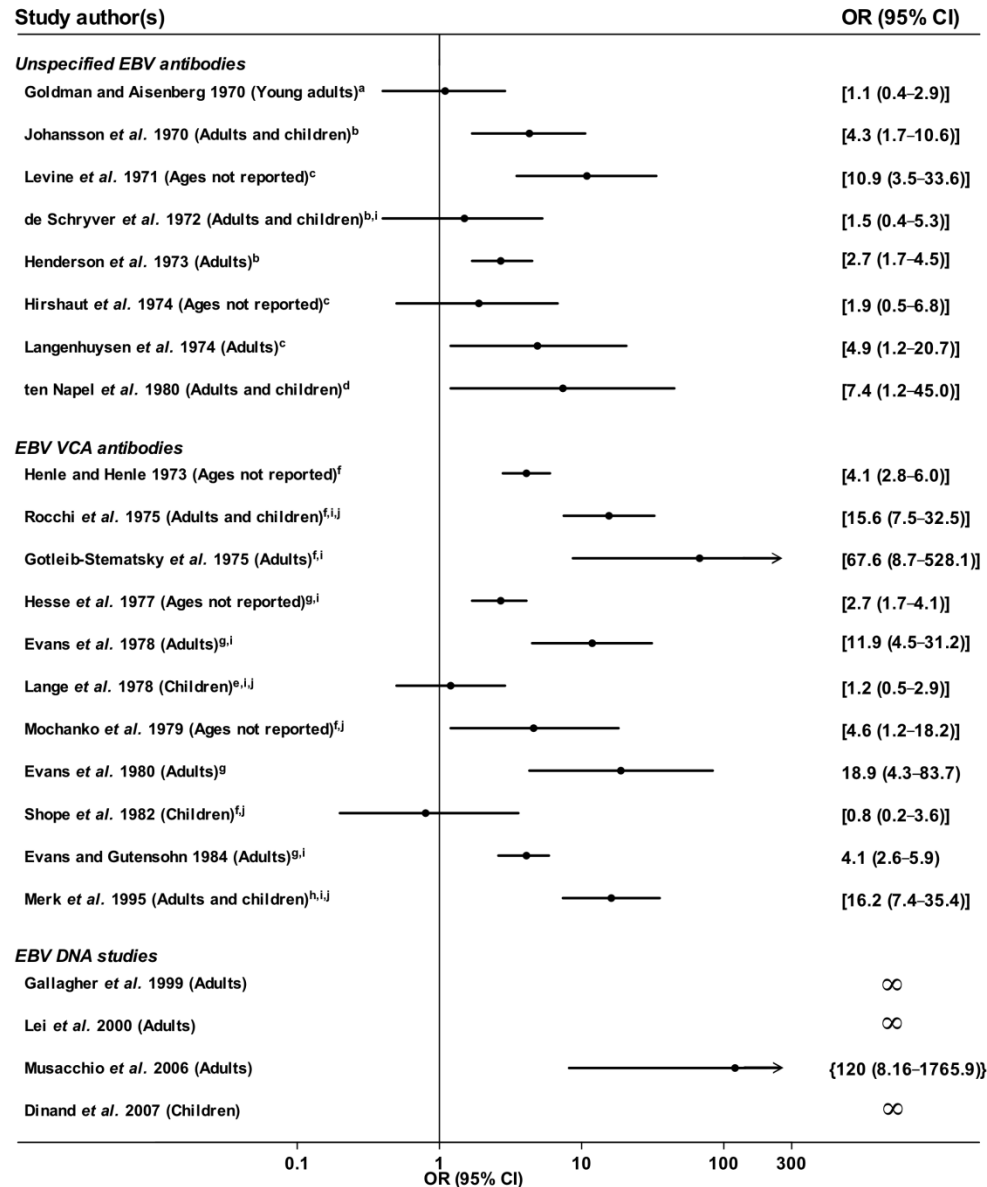 Study author(s) OR (95% CI)
Unspecified EBV antibodies
Goldman and Aisenberg 1970 (Young adults)a [1.1 (0.4–2.9)]
Johansson et al. 1970 (Adults and children)b [4.3 (1.7–10.6)]
Levine et al. 1971 (Ages not reported)c [10.9 (3.5–33.6)]
de Schryver et al. 1972 (Adults and children)b,i [1.5 (0.4–5.3)]
Henderson et al. 1973 (Adults)b [2.7 (1.7–4.5)]
Hirshaut et al. 1974 (Ages not reported)c [1.9 (0.5–6.8)]
Langenhuysen et al. 1974 (Adults)c [4.9 (1.2–20.7)]
ten Napel et al. 1980 (Adults and children)d [7.4 (1.2–45.0)]
EBV VCA antibodies
Henle and Henle 1973 (Ages not reported)f [4.1 (2.8–6.0)]
Rocchi et al. 1975 (Adults and children)f,i,j [15.6 (7.5–32.5)]
Gotleib-Stematsky et al. 1975 (Adults)f,i [67.6 (8.7–528.1)]
Hesse et al. 1977 (Ages not reported)g,i [2.7 (1.7–4.1)]
Evans et al. 1978 (Adults)g,i [11.9 (4.5–31.2)]
Lange et al. 1978 (Children)e,i,j [1.2 (0.5–2.9)]
Mochanko et al. 1979 (Ages not reported)f,j [4.6 (1.2–18.2)]
Evans et al. 1980 (Adults)g 18.9 (4.3–83.7)
Shope et al. 1982 (Children)f,j [0.8 (0.2–3.6)]
Evans and Gutensohn 1984 (Adults)g,i 4.1 (2.6–5.9)
Merk et al. 1995 (Adults and children)h,i,j [16.2 (7.4–35.4)]
EBV DNA studies
Gallagher et al. 1999 (Adults) ∞
Lei et al. 2000 (Adults) ∞
Musacchio et al. 2006 (Adults) {120 (8.16–1765.9)}
Dinand et al. 2007 (Children) ∞
0.1 1 10 100 300
OR (95% CI)